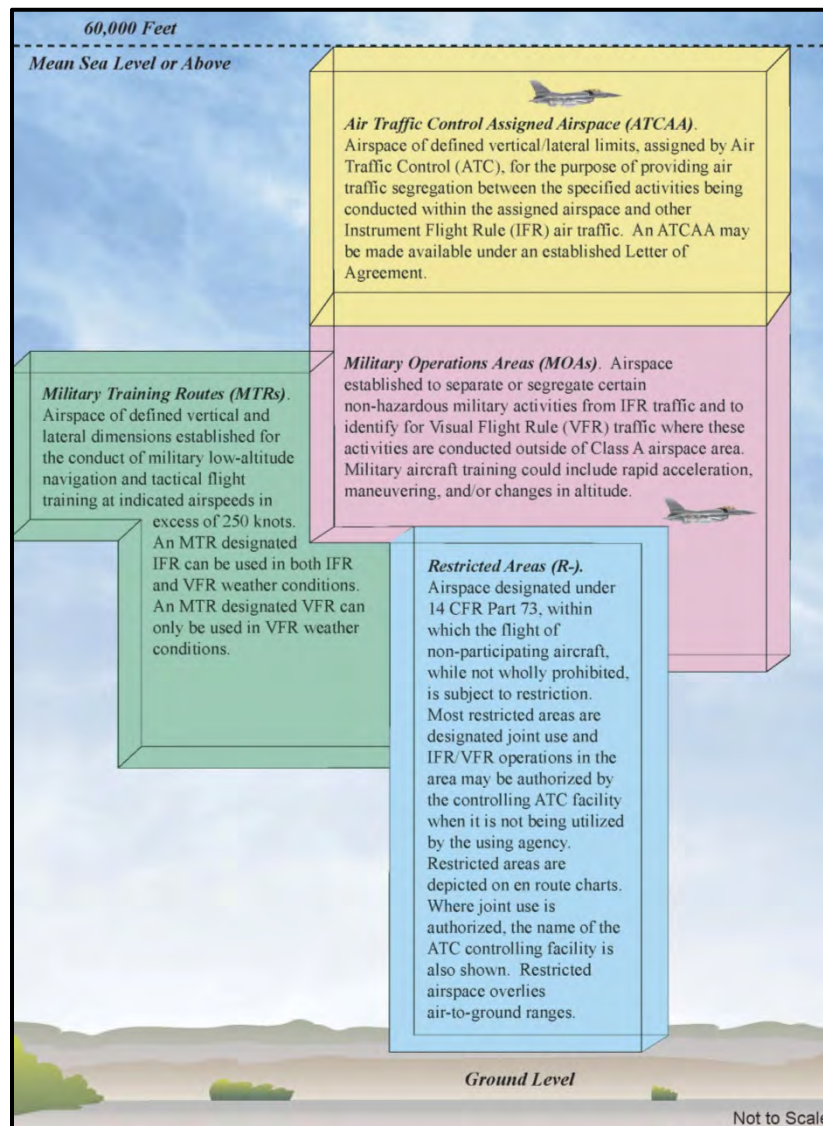 60,000 Feet
Mean Sea Level or Above
Air Traffic Control Assigned Airspace (ATCAA).
Airspace of defined vertical/lateral limits, assigned by Air
Traffic Control (ATC), for the purpose of providing air
traffic segregation between the specified activities being
conducted within the assigned airspace and other
Instrument Flight Rule (IFR) air traffic. An ATCAA may
be made available under an established Letter of
Agreement.
Military Operations Areas (MOAs). Airspace
established to separate or segregate certain
non-hazardous military activities from IFR traffic and to
identify for Visual Flight Rule (VFR) traffic where these
activities are conducted outside of Class A airspace area.
Military aircraft training could include rapid acceleration,
maneuvering, and/or changes in altitude.
Military Training Routes (MTRs).
Airspace of defined vertical and
lateral dimensions established for
the conduct of military low-altitude
navigation and tactical flight
training at indicated airspeeds in
excess of 250 knots.
An MTR designated
IFR can be used in both IFR
and VFR weather conditions.
An MTR designated VFR can
only be used in VFR weather
conditions.
Restricted Areas (R-).
Airspace designated under
14 CFR Part 73, within
which the flight of
non-participating aircraft,
while not wholly prohibited,
is subject to restriction.
Most restricted areas are
designated joint use and
IFR/VFR operations in the
area may be authorized by
the controlling ATC facility
when it is not being utilized
by the using agency.
Restricted areas are
depicted on en route charts.
Where joint use is
authorized, the name of the
ATC controlling facility is
also shown. Restricted
airspace overlies
air-to-ground ranges.
Ground Level
Not to Scale